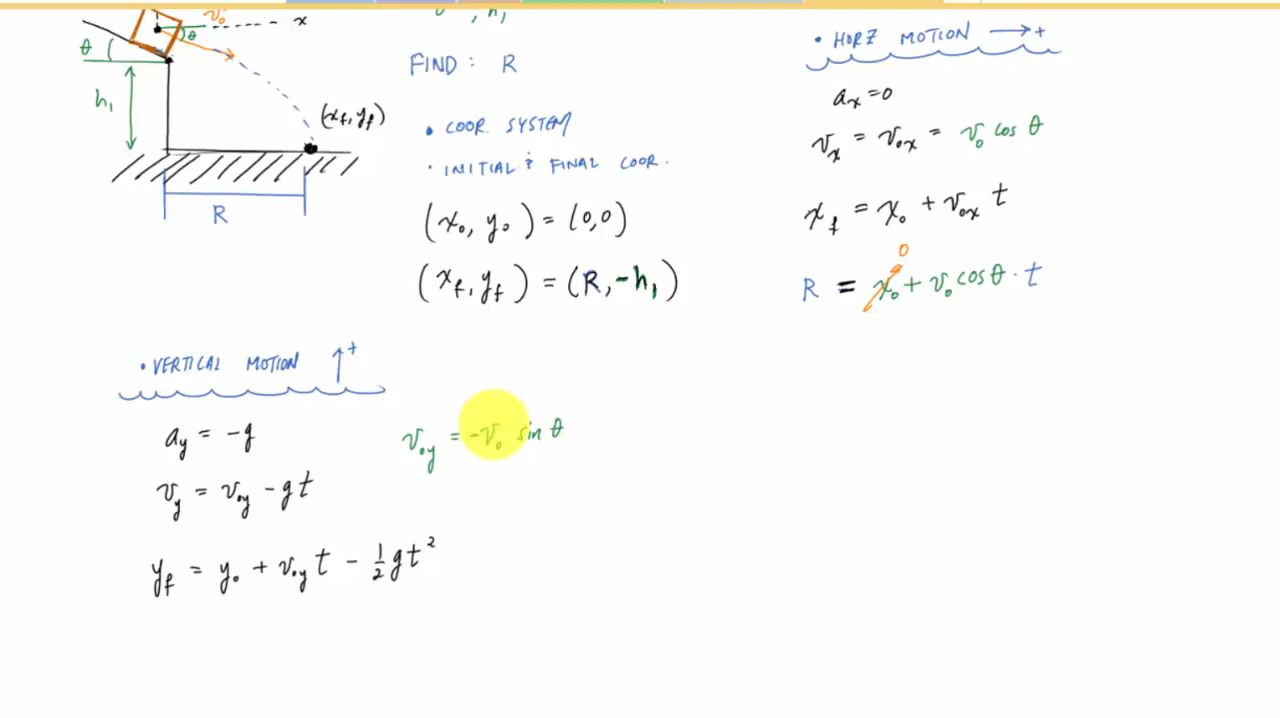 v₀
x
θ
θ
h₁
(x_f, y_f)
R
, h₁
FIND: R
• COOR. SYSTEM
• INITIAL & FINAL COOR.
(x₀, y₀) = (0,0)
(x_f, y_f) = (R, -h₁)
• HORZ MOTION → +
a_x = 0
v_x = v_0x = v₀ cos θ
x_f = x₀ + v_0x t
0
R = x₀ + v₀ cos θ · t
• VERTICAL MOTION ↑ +
a_y = -g
v_0y = -v₀ sin θ
v_y = v_0y - gt
y_f = y₀ + v_0y t - ½ g t²